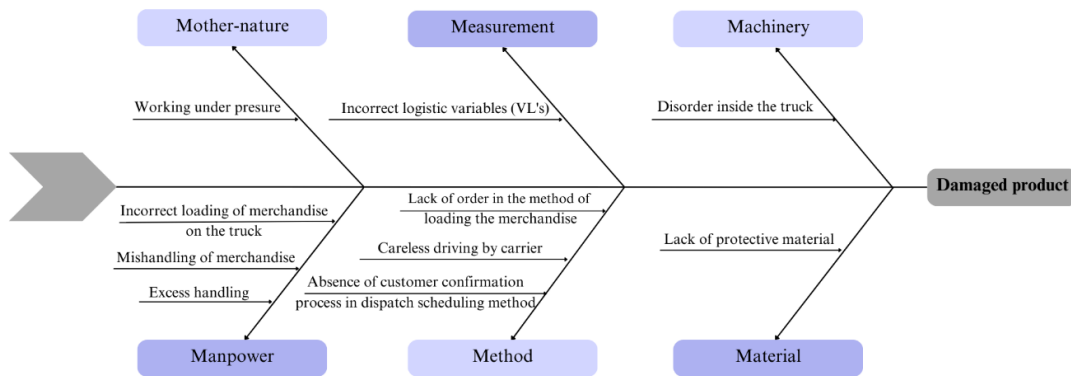 Mother-nature
Measurement
Machinery
Working under presure
Incorrect logistic variables (VL's)
Disorder inside the truck
Damaged product
Incorrect loading of merchandise
on the truck
Mishandling of merchandise
Excess handling
Lack of order in the method of
loading the merchandise
Careless driving by carrier
Absence of customer confirmation
process in dispatch scheduling method
Lack of protective material
Manpower
Method
Material